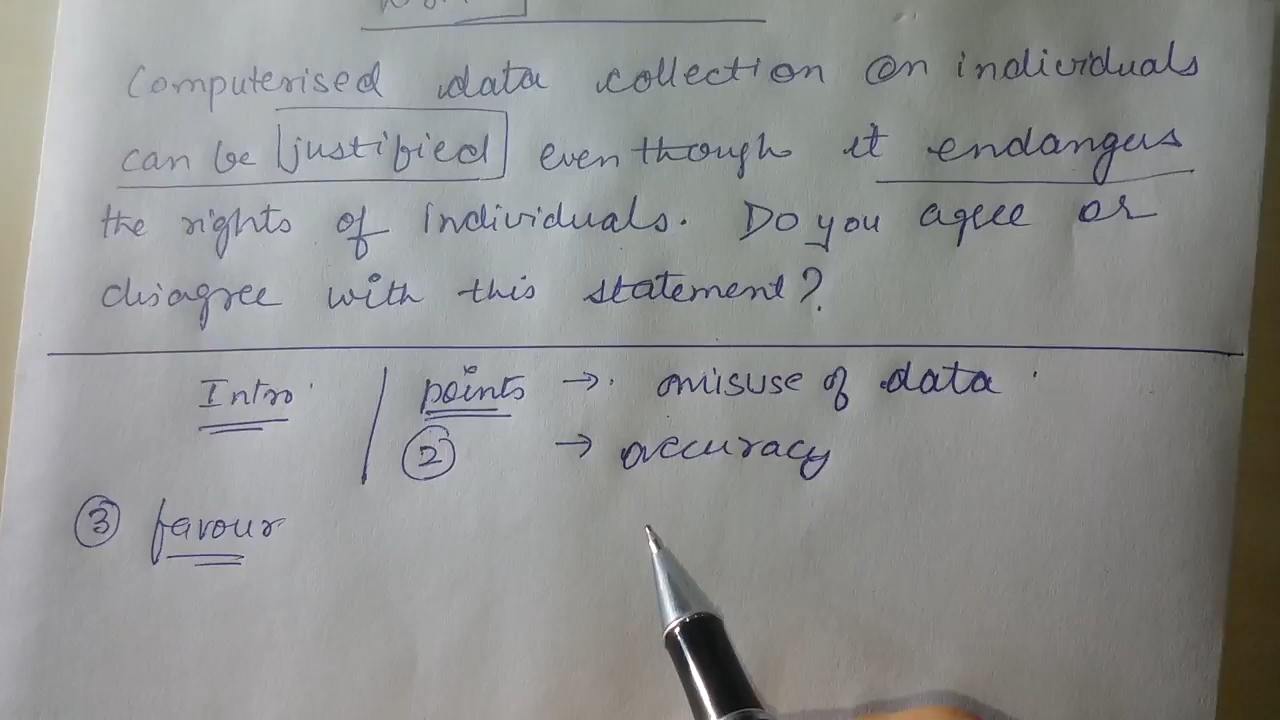 Computerised data collection on individuals
can be justified even though it endangers
the rights of individuals. Do you agree or
disagree with this statement?
Intro / points → misuse of data
② → accuracy
③ favour